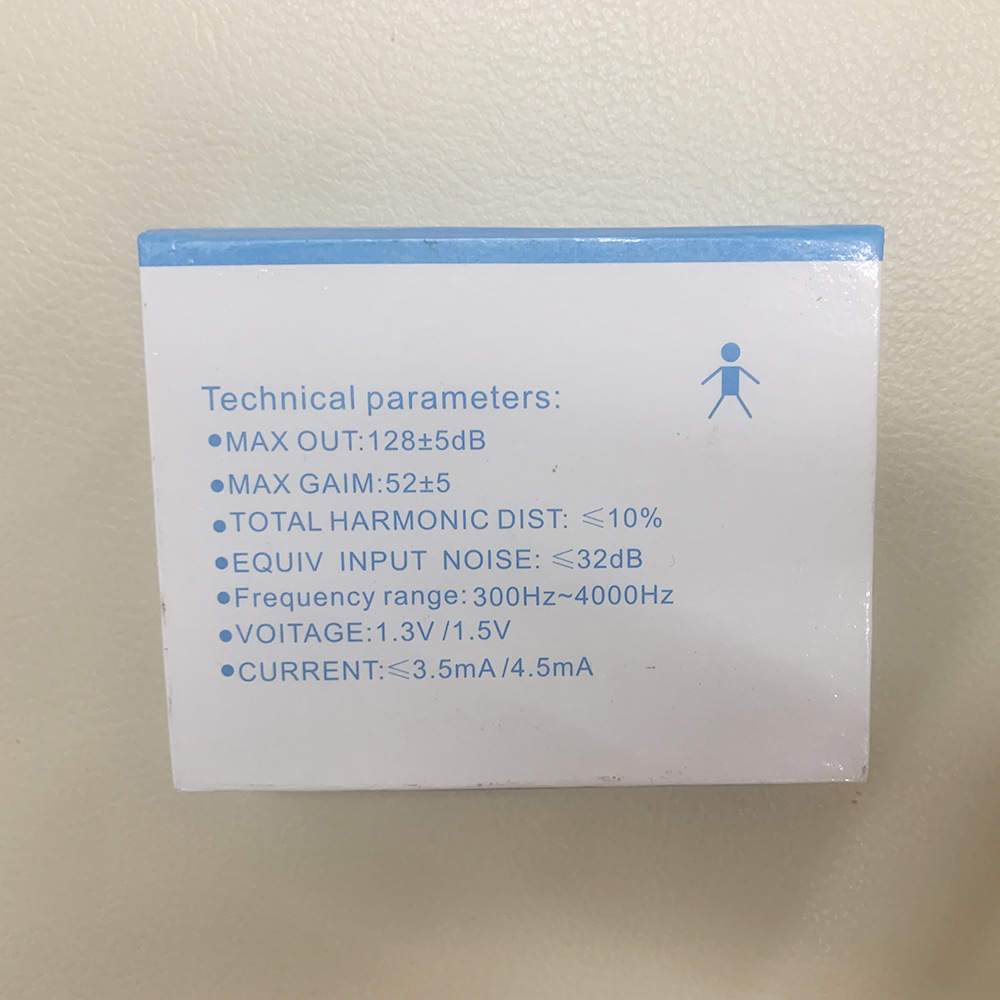 Technical parameters:
●MAX OUT:128±5dB
●MAX GAIM:52±5
●TOTAL HARMONIC DIST: ≤10%
●EQUIV INPUT NOISE: ≤32dB
●Frequency range:300Hz~4000Hz
●VOITAGE:1.3V/1.5V
●CURRENT:≤3.5mA/4.5mA